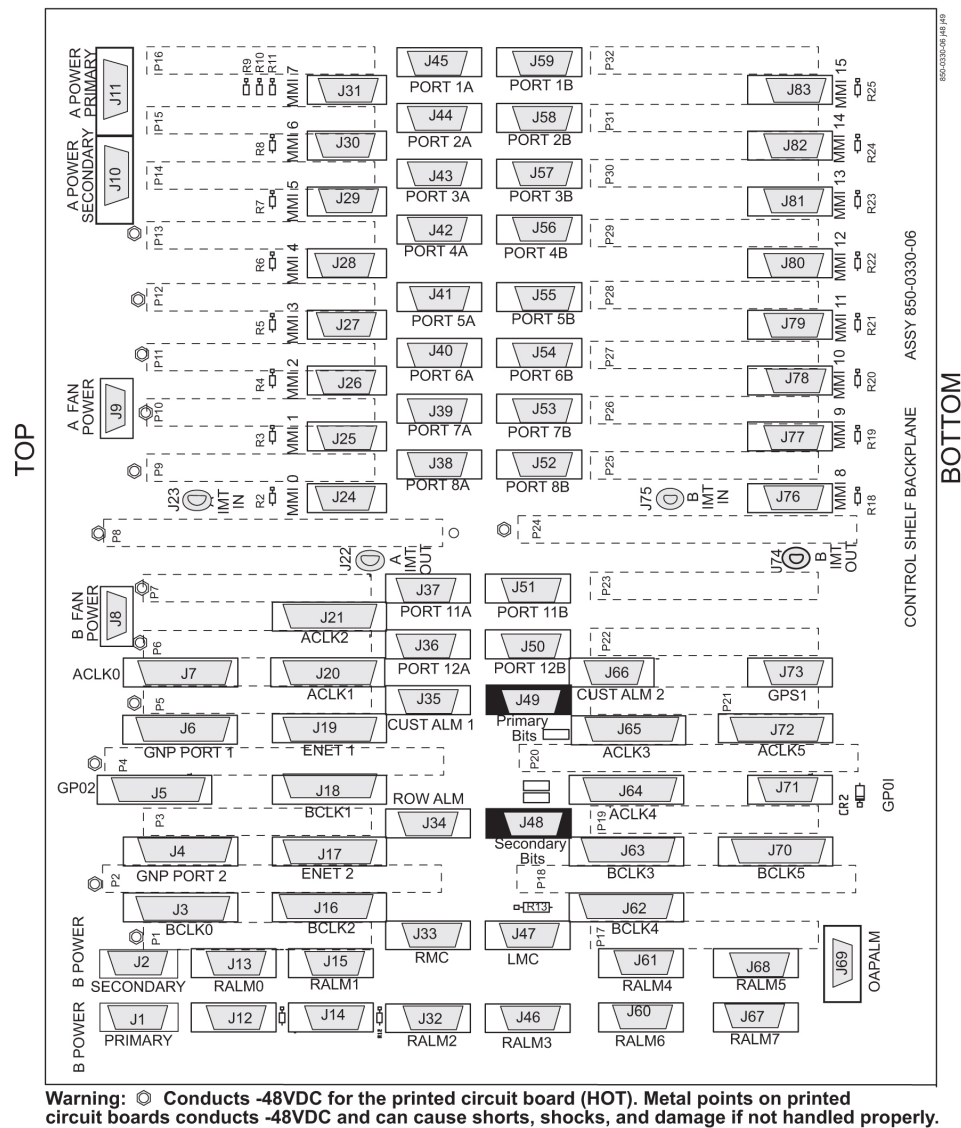 850-0330-06 j48 j49
TOP
BOTTOM
ASSY 850-0330-06
CONTROL SHELF BACKPLANE
A POWER
PRIMARY
J11
P16
R9
R10
R11
MMI 7
J31
J45
PORT 1A
J59
PORT 1B
P32
J83
MMI 15
R25
P15
R8
MMI 6
J30
J44
PORT 2A
J58
PORT 2B
P31
J82
MMI 14
R24
A POWER
SECONDARY
J10
P14
R7
MMI 5
J29
J43
PORT 3A
J57
PORT 3B
P30
J81
MMI 13
R23
P13
R6
MMI 4
J28
J42
PORT 4A
J56
PORT 4B
P29
J80
MMI 12
R22
P12
R5
MMI 3
J27
J41
PORT 5A
J55
PORT 5B
P28
J79
MMI 11
R21
P11
R4
MMI 2
J26
J40
PORT 6A
J54
PORT 6B
P27
J78
MMI 10
R20
A FAN
POWER
J9
P10
R3
MMI 1
J25
J39
PORT 7A
J53
PORT 7B
P26
J77
MMI 9
R19
P9
R2
MMI 0
J24
J38
PORT 8A
J52
PORT 8B
P25
J76
MMI 8
R18
J23
A
IMT
IN
J75
B
IMT
IN
P8
P24
J22
A
IMT
OUT
J74
B
IMT
OUT
B FAN
POWER
J8
P7
J21
ACLK2
J37
PORT 11A
J51
PORT 11B
P23
P6
J36
PORT 12A
J50
PORT 12B
P22
ACLK0
J7
J20
ACLK1
J66
CUST ALM 2
J73
GPS1
P5
J35
CUST ALM 1
J49
Primary
Bits
P21
J6
GNP PORT 1
J19
ENET 1
J65
ACLK3
J72
ACLK5
P4
P20
GP02
J5
J18
BCLK1
J64
ACLK4
J71
CR2
GP0I
P3
ROW ALM
J34
J48
Secondary
Bits
P19
J4
GNP PORT 2
J17
ENET 2
J63
BCLK3
J70
BCLK5
P2
P18
J3
BCLK0
J16
BCLK2
R13
J62
BCLK4
P1
J33
RMC
J47
LMC
P17
J69
OAPALM
B POWER
J2
SECONDARY
J13
RALM0
J15
RALM1
J61
RALM4
J68
RALM5
B POWER
J1
PRIMARY
J12
J14
J32
RALM2
J46
RALM3
J60
RALM6
J67
RALM7
Warning: Conducts -48VDC for the printed circuit board (HOT). Metal points on printed
circuit boards conducts -48VDC and can cause shorts, shocks, and damage if not handled properly.